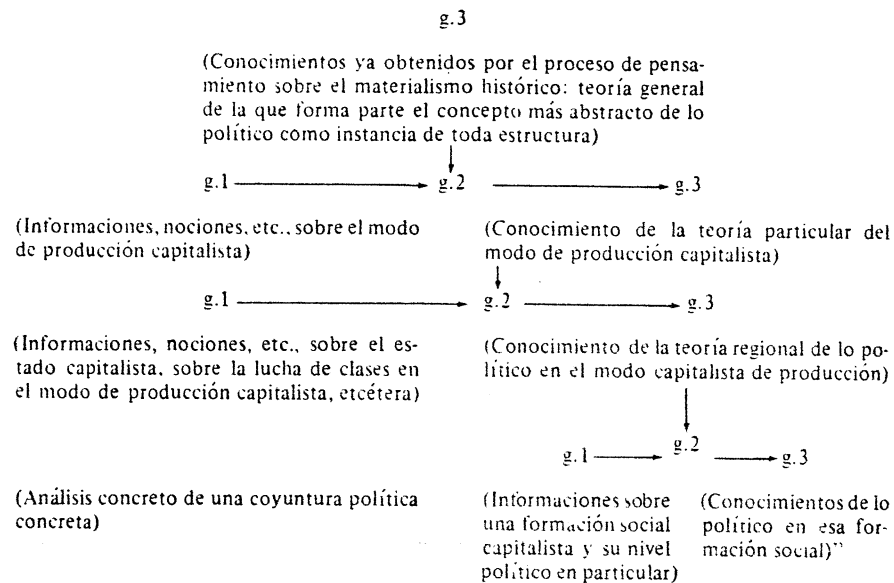 g.3
(Conocimientos ya obtenidos por el proceso de pensa-
miento sobre el materialismo histórico: teoría general
de la que forma parte el concepto más abstracto de lo
político como instancia de toda estructura)
g.1 g.2 g.3
(Informaciones, nociones, etc., sobre el modo
de producción capitalista)
(Conocimiento de la teoría particular del
modo de producción capitalista)
g.1 g.2 g.3
(Informaciones, nociones, etc., sobre el es-
tado capitalista, sobre la lucha de clases en
el modo de producción capitalista, etcétera)
(Conocimiento de la teoría regional de lo po-
lítico en el modo capitalista de producción)
g.1 g.2 g.3
(Análisis concreto de una coyuntura política
concreta)
(Informaciones sobre
una formación social
capitalista y su nivel
político en particular)
(Conocimientos de lo
político en esa for-
mación social)"